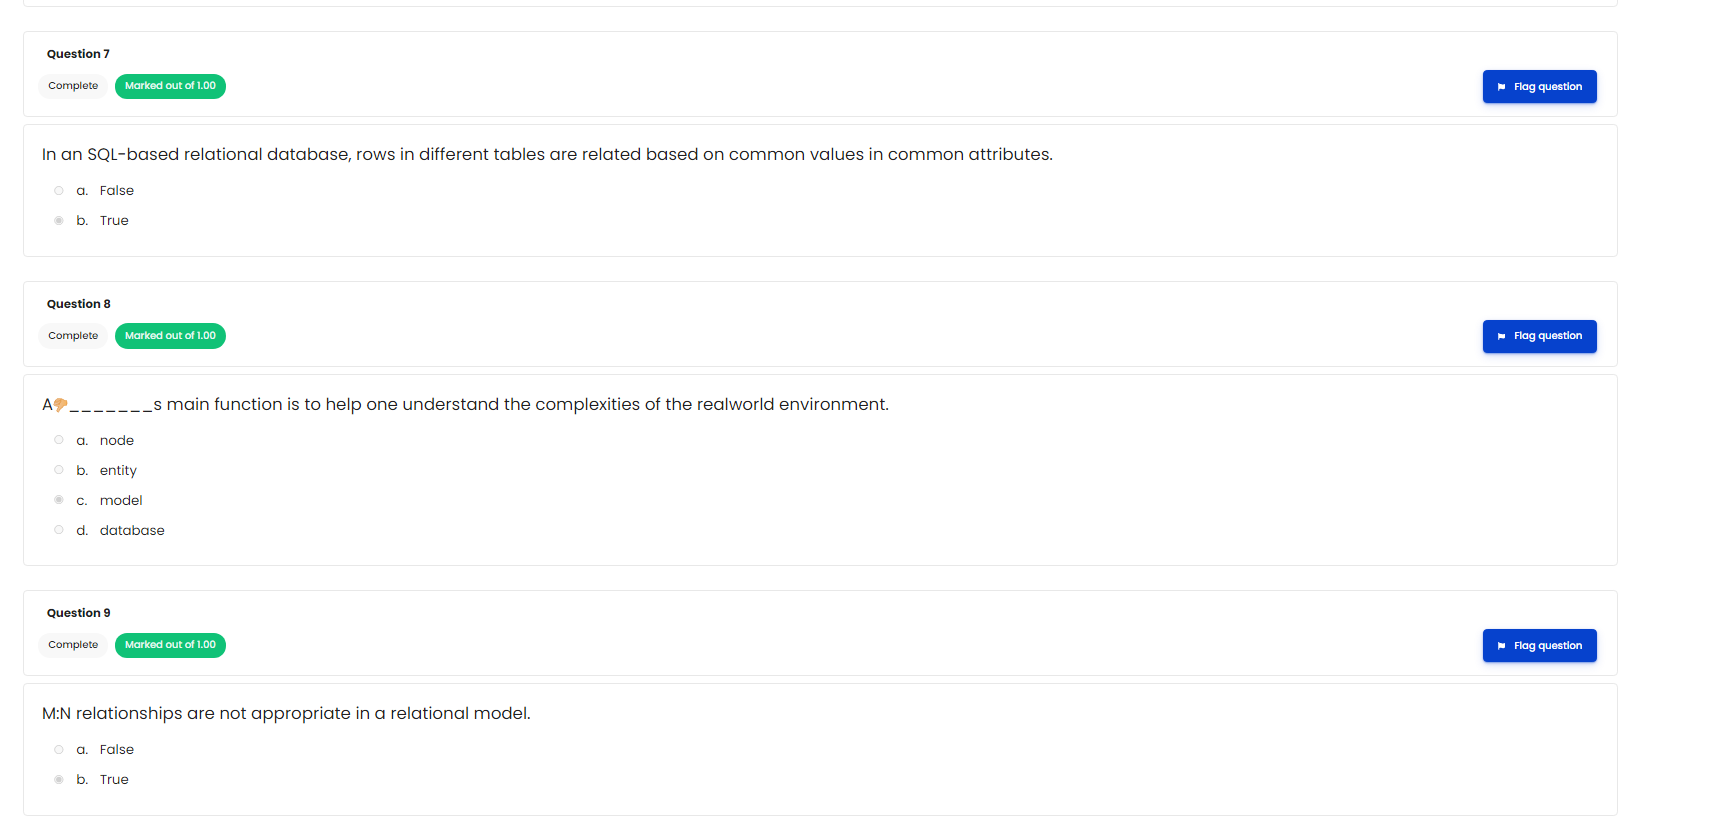 Question 7
Complete Marked out of 1.00
Flag question
In an SQL-based relational database, rows in different tables are related based on common values in common attributes.
a. False
b. True
Question 8
Complete Marked out of 1.00
Flag question
A_______s main function is to help one understand the complexities of the realworld environment.
a. node
b. entity
c. model
d. database
Question 9
Complete Marked out of 1.00
Flag question
M:N relationships are not appropriate in a relational model.
a. False
b. True